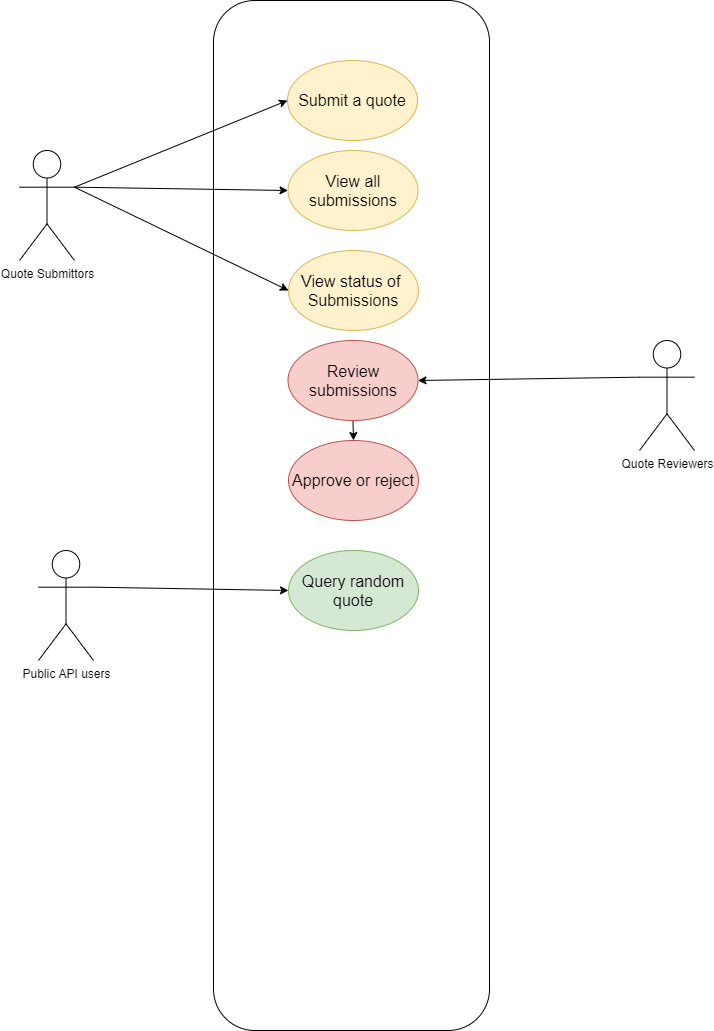 Submit a quote
View all
submissions
Quote Submittors
View status of
Submissions
Review
submissions
Quote Reviewers
Approve or reject
Query random
quote
Public API users